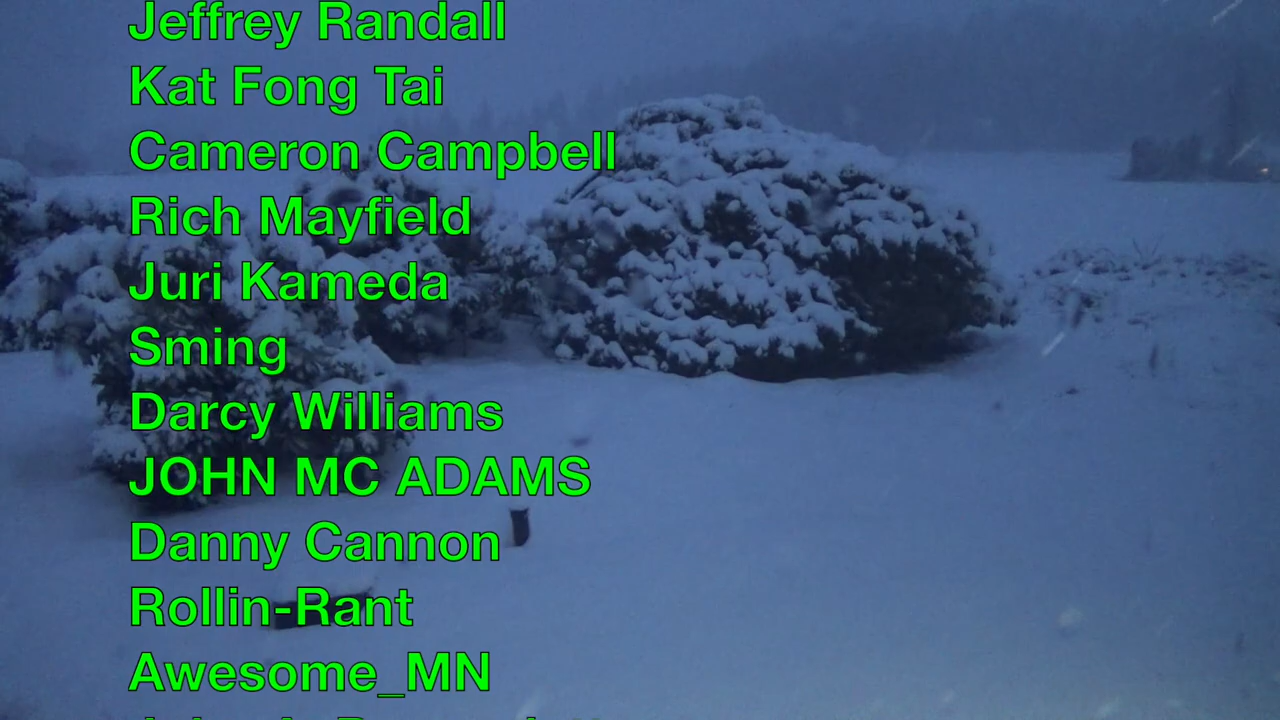 Jeffrey Randall
Kat Fong Tai
Cameron Campbell
Rich Mayfield
Juri Kameda
Sming
Darcy Williams
JOHN MC ADAMS
Danny Cannon
Rollin-Rant
Awesome_MN